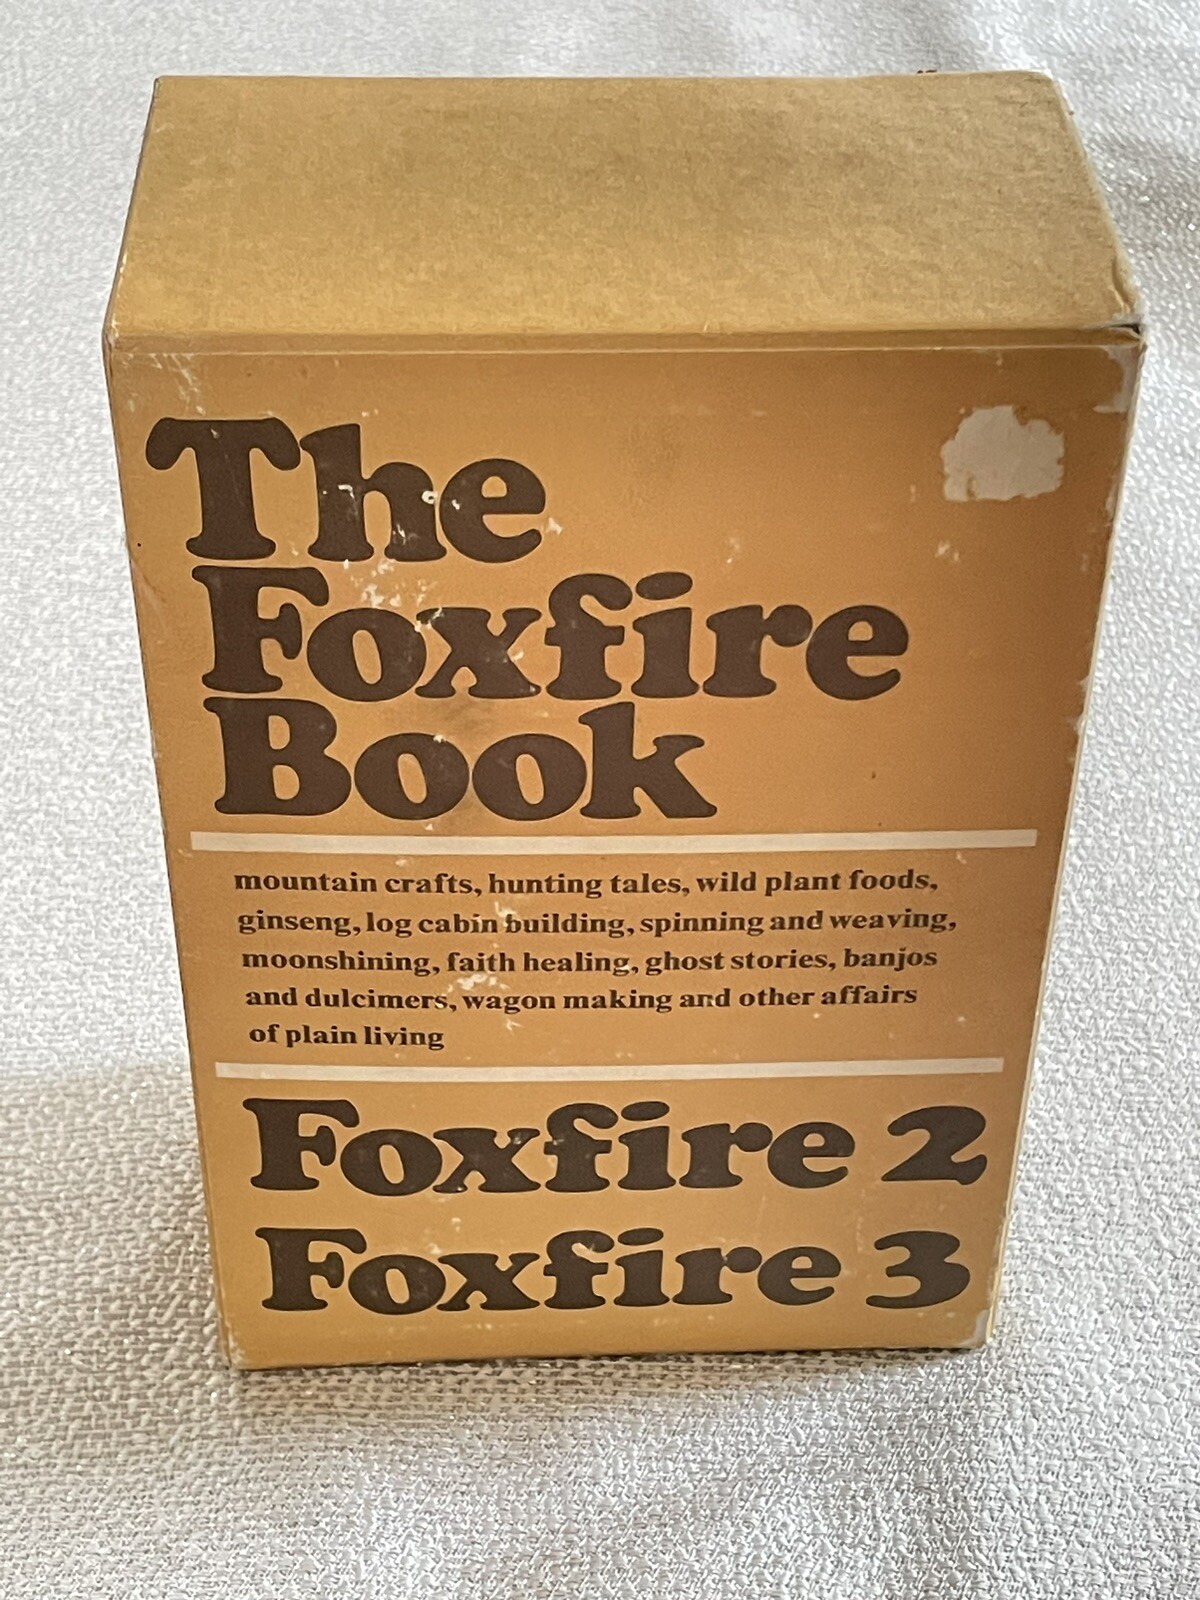 The
Foxfire
Book
mountain crafts, hunting tales, wild plant foods,
ginseng, log cabin building, spinning and weaving,
moonshining, faith healing, ghost stories, banjos
and dulcimers, wagon making and other affairs
of plain living
Foxfire 2
Foxfire 3